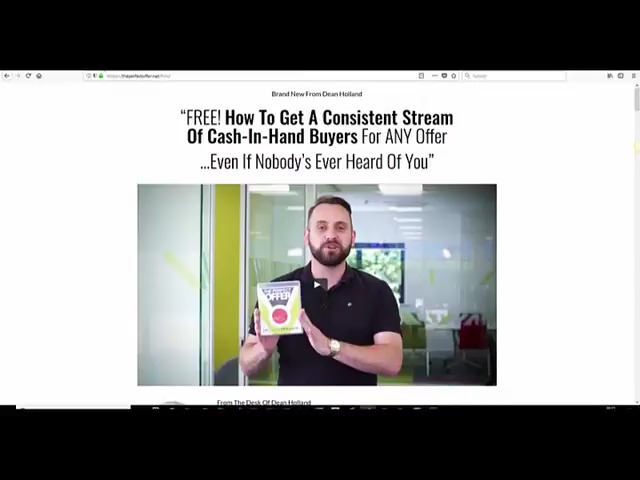 Brand New From Dean Holland
“FREE! How To Get A Consistent Stream
Of Cash-In-Hand Buyers For ANY Offer
...Even If Nobody’s Ever Heard Of You”
OFFER
From The Desk Of Dean Holland